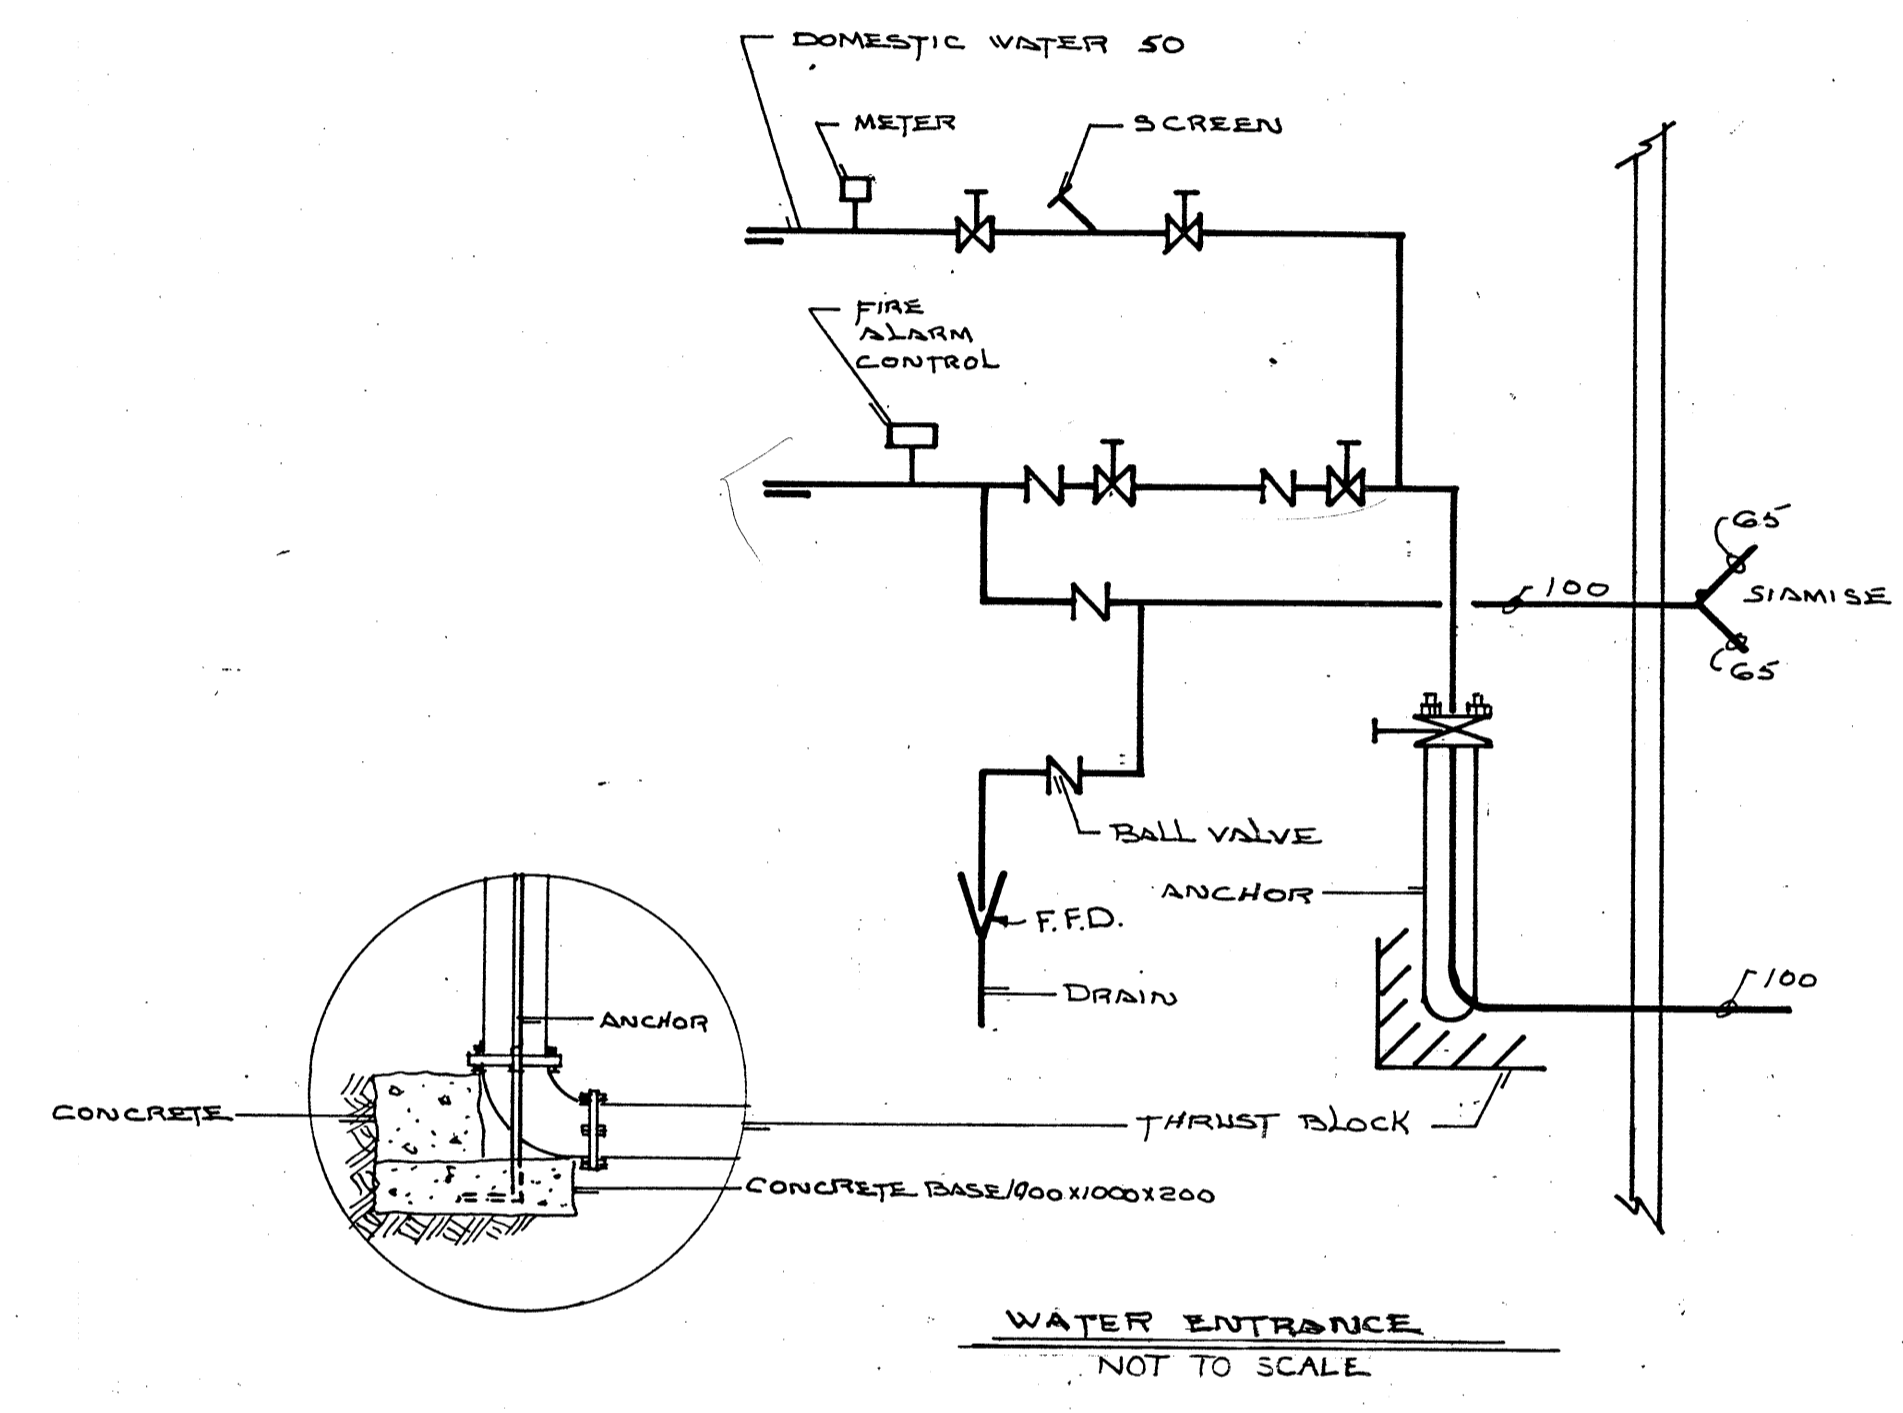 DOMESTIC WATER 50
METER
SCREEN
FIRE
ALARM
CONTROL
65
100
SIAMISE
65
BALL VALVE
ANCHOR
F.F.D.
100
DRAIN
ANCHOR
CONCRETE
THRUST BLOCK
CONCRETE BASE/900x1000x200
WATER ENTRANCE
NOT TO SCALE